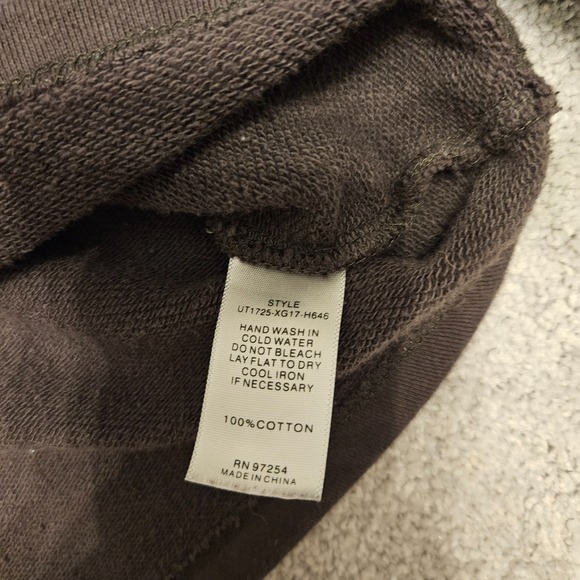 STYLE
UT1725-XG17-H646
HAND WASH IN
COLD WATER
DO NOT BLEACH
LAY FLAT TO DRY
COOL IRON
IF NECESSARY
100% COTTON
RN 97254
MADE IN CHINA